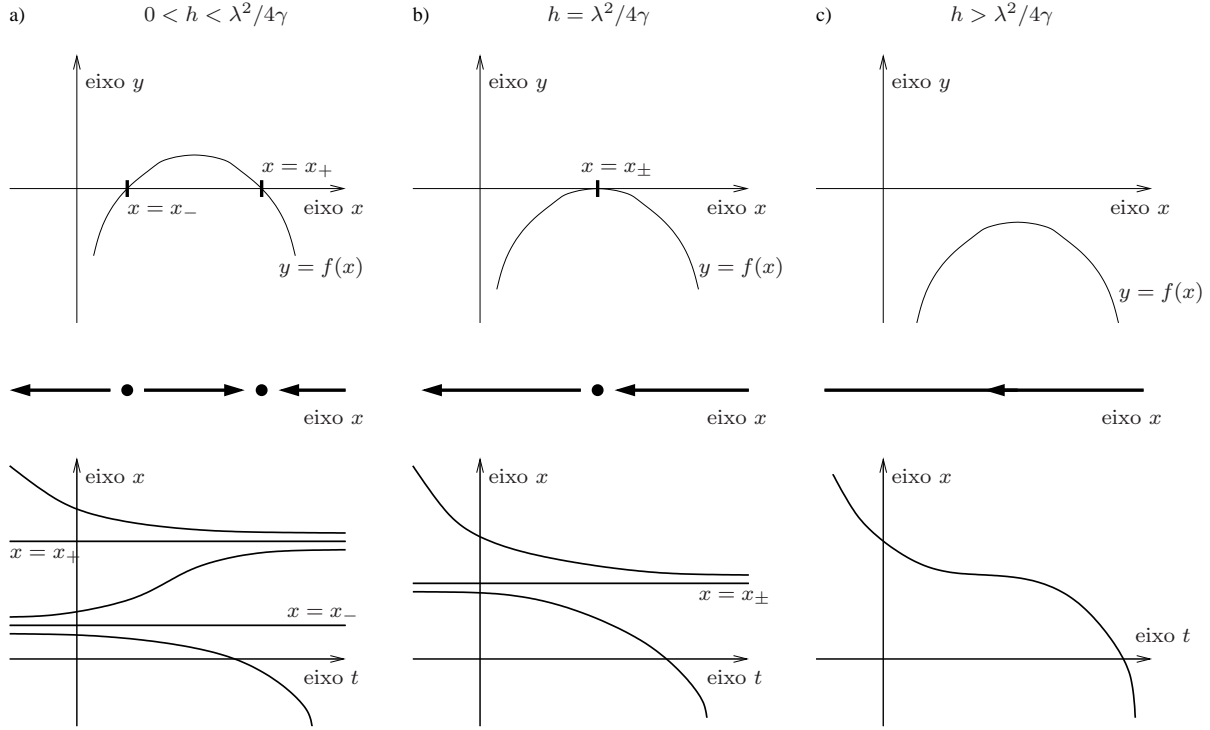 a) 0 < h < λ²/4γ
b) h = λ²/4γ
c) h > λ²/4γ
eixo y
x = x₊
x = x₋
eixo x
y = f(x)
eixo y
x = x±
eixo x
y = f(x)
eixo y
eixo x
y = f(x)
eixo x
eixo x
eixo x
eixo x
x = x₊
x = x₋
eixo t
eixo x
x = x±
eixo t
eixo x
eixo t